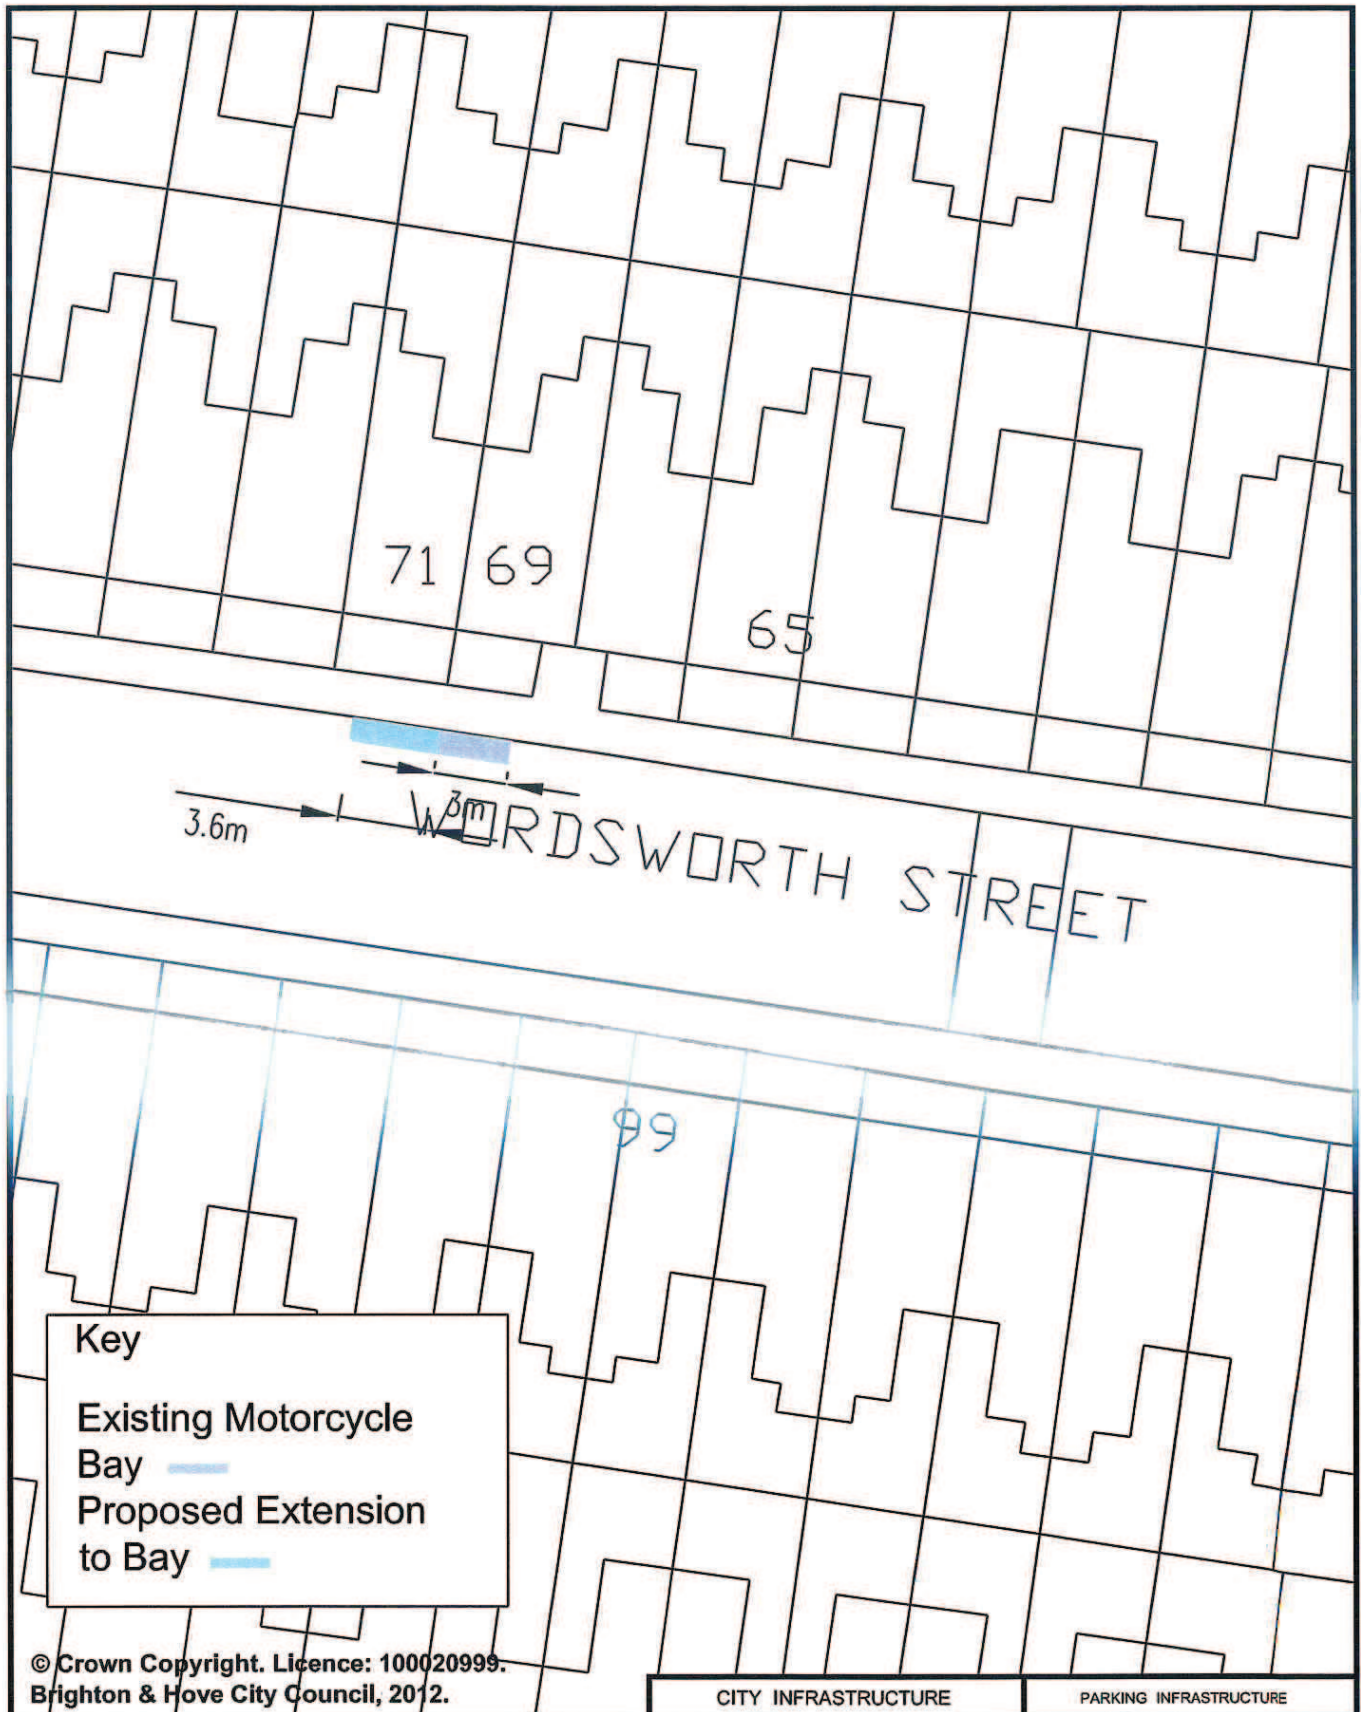 71
69
65
3m
3.6m
WORDSWORTH STREET
Key
Existing Motorcycle
Bay
Proposed Extension
to Bay
© Crown Copyright. Licence: 100020999.
Brighton & Hove City Council, 2012.
CITY INFRASTRUCTURE
PARKING INFRASTRUCTURE